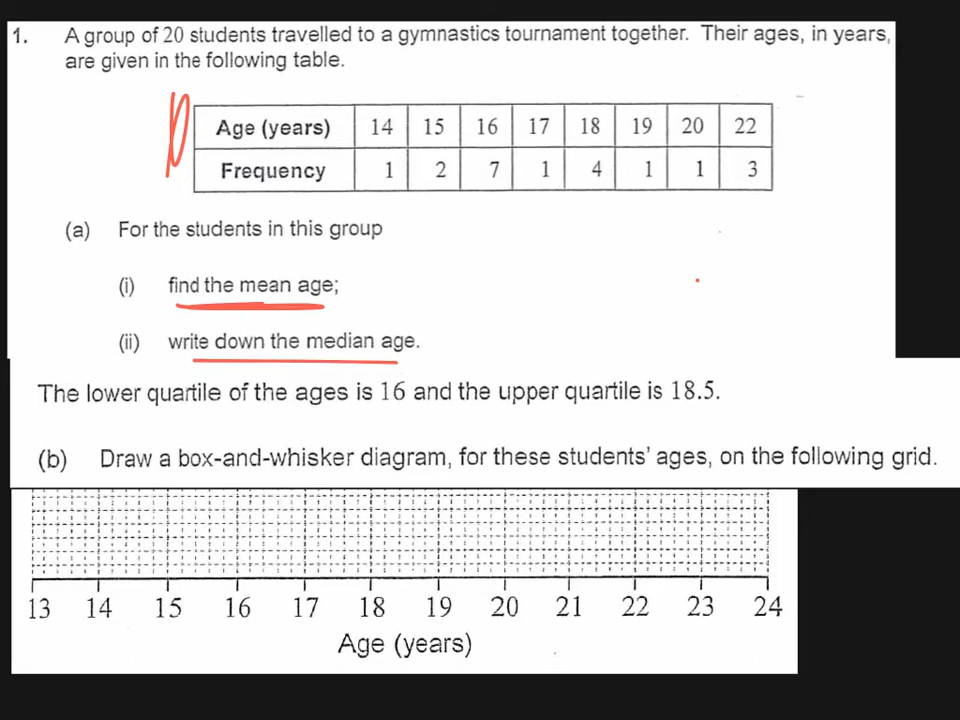 1. A group of 20 students travelled to a gymnastics tournament together. Their ages, in years,
are given in the following table.
Age (years) 14 15 16 17 18 19 20 22
Frequency 1 2 7 1 4 1 1 3
(a) For the students in this group
(i) find the mean age;
(ii) write down the median age.
The lower quartile of the ages is 16 and the upper quartile is 18.5.
(b) Draw a box-and-whisker diagram, for these students' ages, on the following grid.
13 14 15 16 17 18 19 20 21 22 23 24
Age (years)